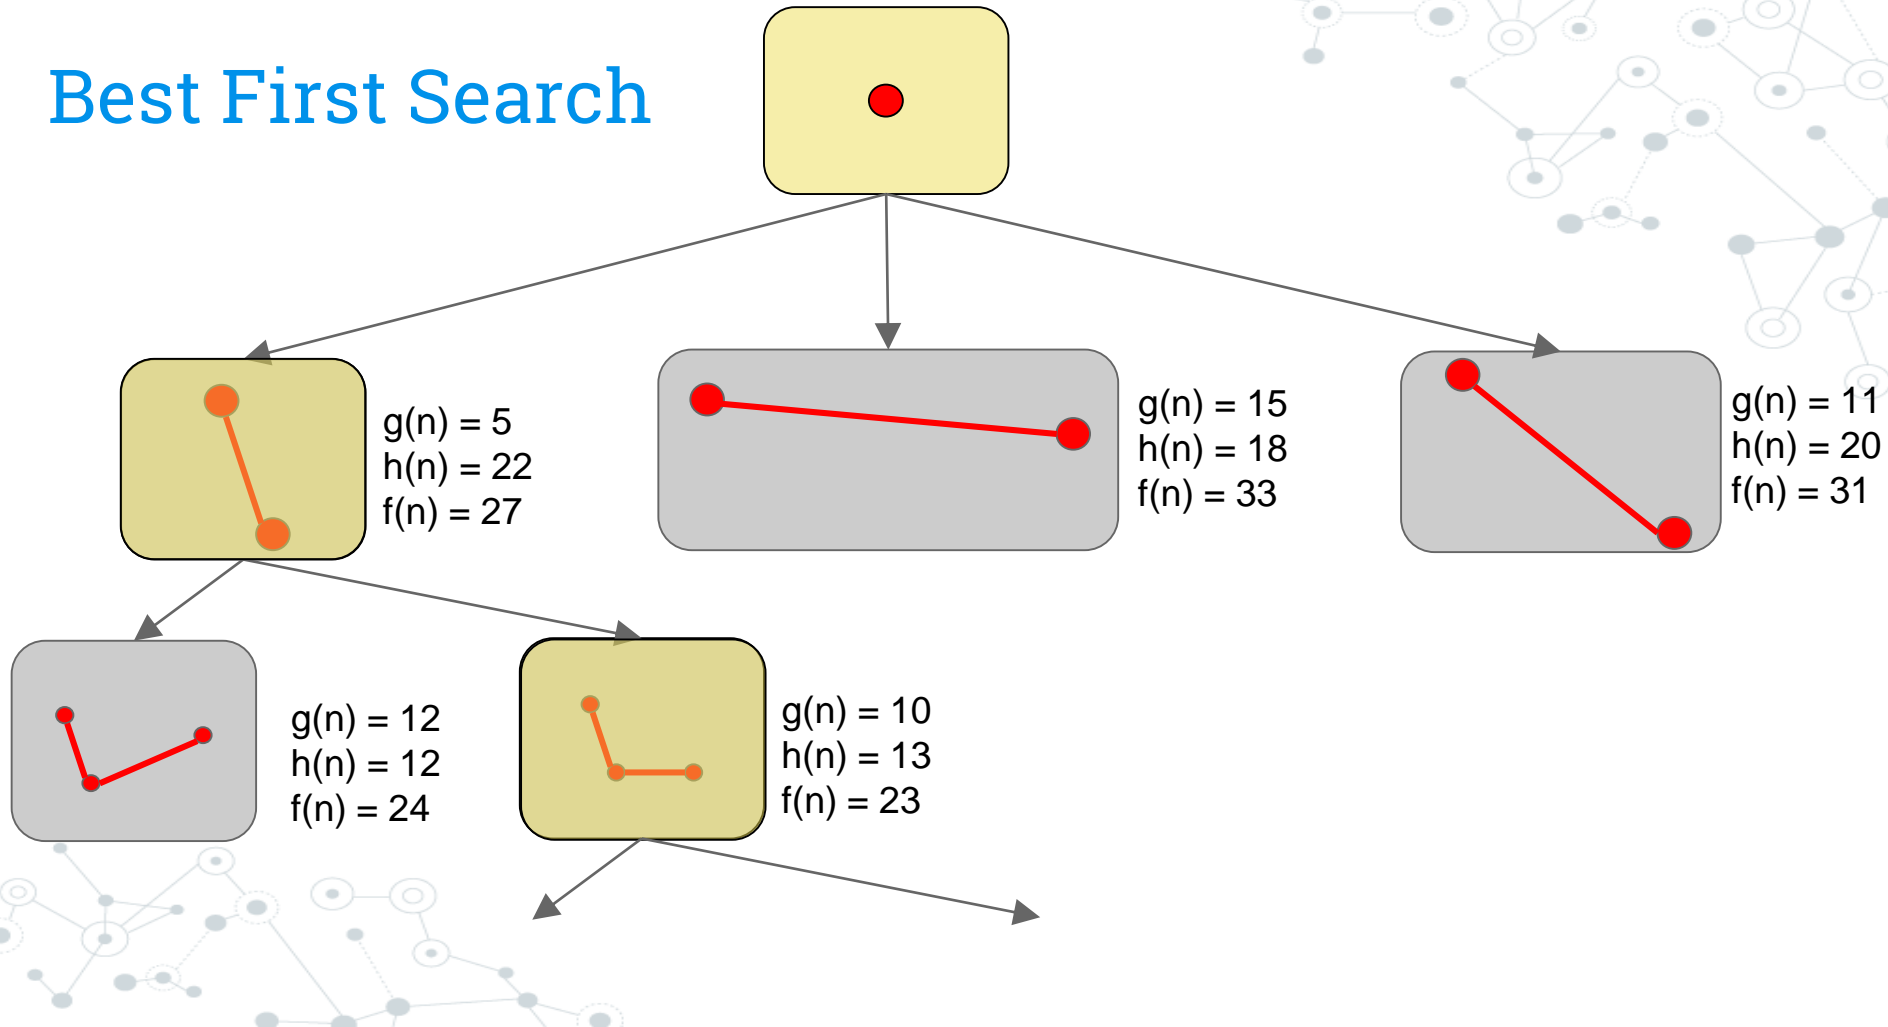 Best First Search
g(n) = 5
h(n) = 22
f(n) = 27
g(n) = 15
h(n) = 18
f(n) = 33
g(n) = 11
h(n) = 20
f(n) = 31
g(n) = 12
h(n) = 12
f(n) = 24
g(n) = 10
h(n) = 13
f(n) = 23